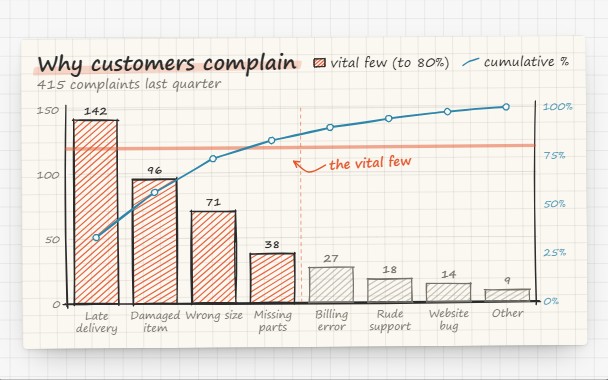 Why customers complain
vital few (to 80%) cumulative %
415 complaints last quarter
150
100
50
0
142
96
71
38
27
18
14
9
the vital few
100%
75%
50%
25%
0%
Late
delivery
Damaged
item
Wrong size
Missing
parts
Billing
error
Rude
support
Website
bug
Other